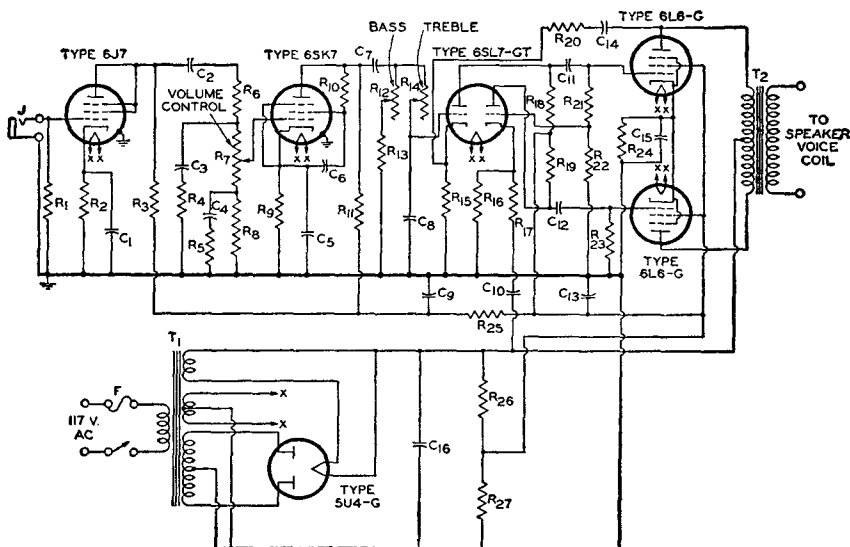 TYPE 6L6-G
BASS
TREBLE
R20
C14
TYPE 6J7
TYPE 6SK7
C7
TYPE 6SL7-GT
T2
C2
C11
R6
R10
R12
R14
R18
R21
VOLUME
CONTROL
J
TO
SPEAKER
VOICE
COIL
X X
X X
X X
X X
C15
R24
C3
R7
R13
C6
R19
R22
X X
R1
R2
R3
R4
C4
R9
R11
C8
R15
R16
R17
C12
C1
R5
R8
C5
R23
TYPE
6L6-G
C9
C10
C13
R25
T1
F
X
R26
117 V.
AC
X
C16
TYPE
5U4-G
R27